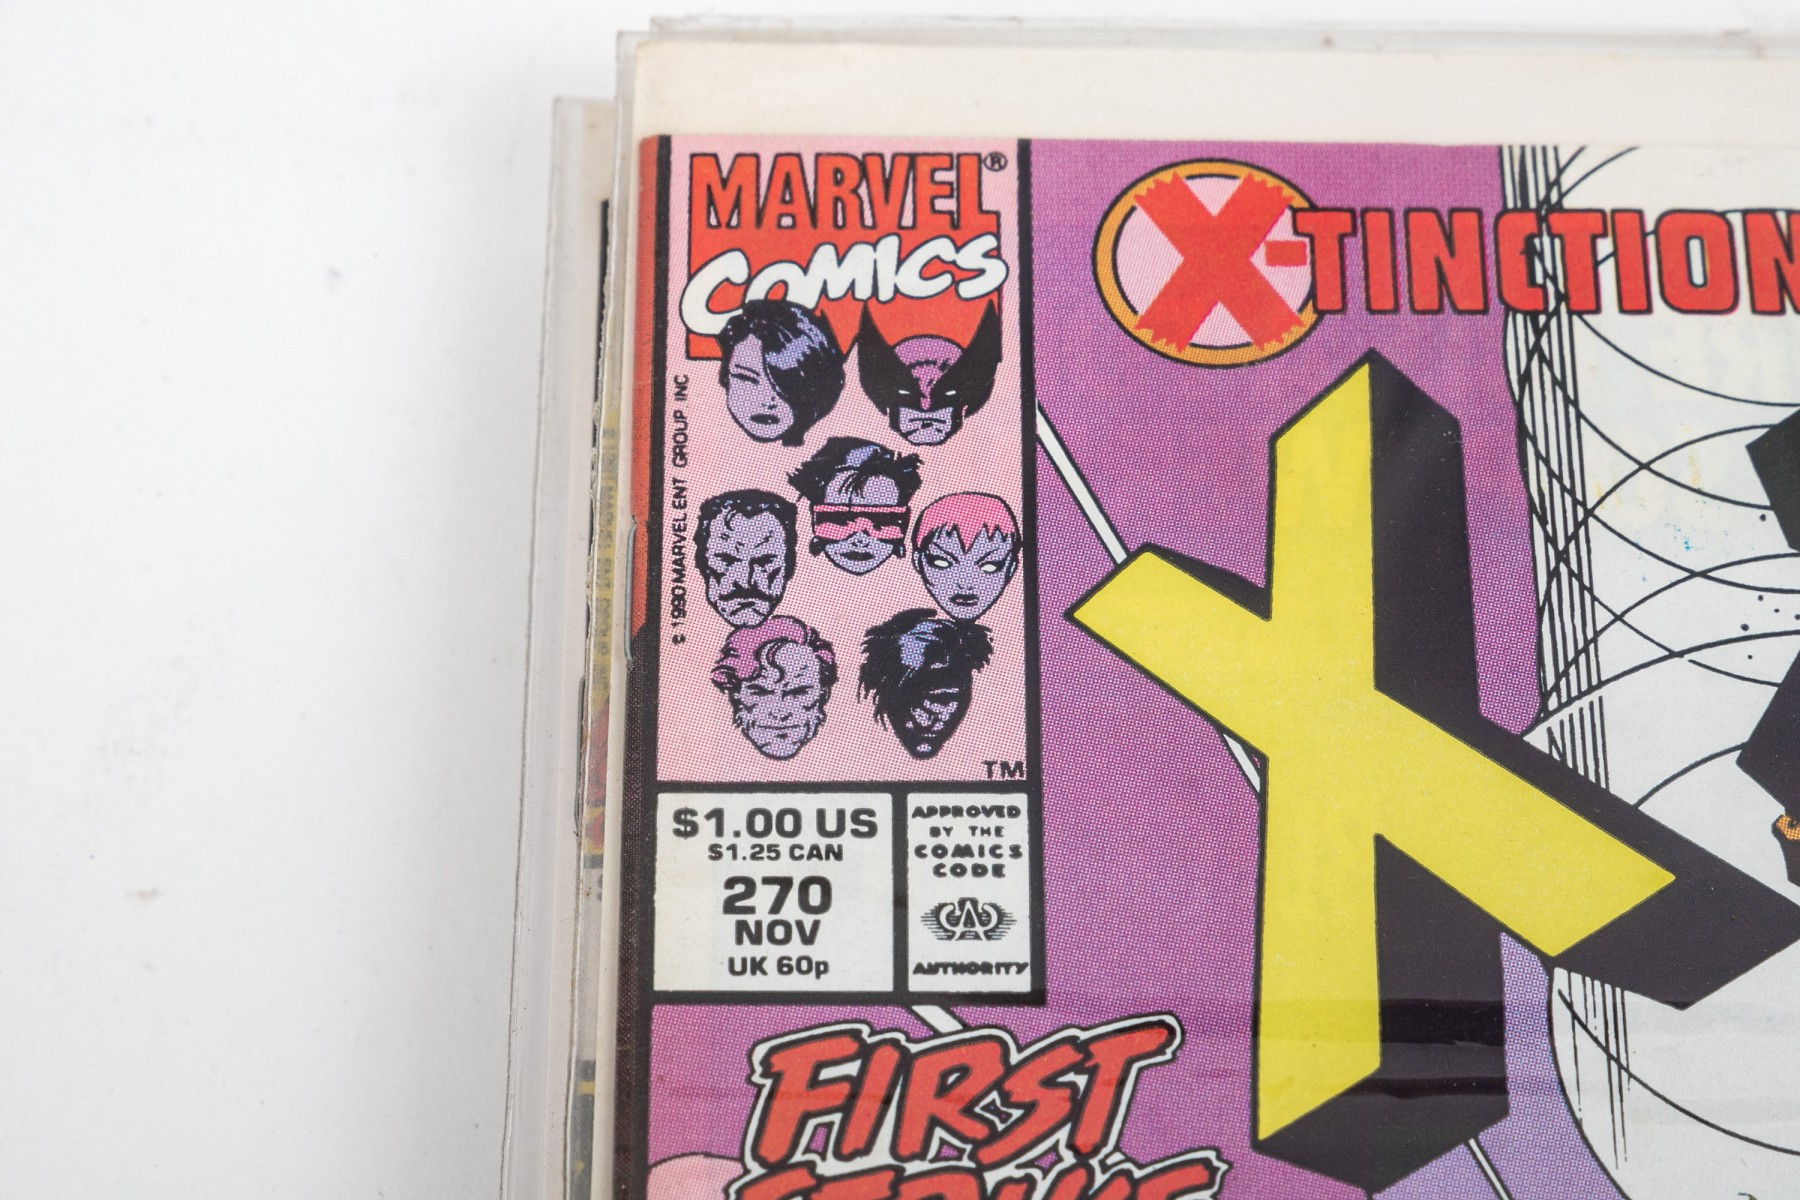 MARVEL®
COMICS
© 1990 MARVEL ENT GROUP INC
TM
$1.00 US
$1.25 CAN
270
NOV
UK 60p
APPROVED
BY THE
COMICS
CODE
AUTHORITY
X-TINCTION
X
FIRST